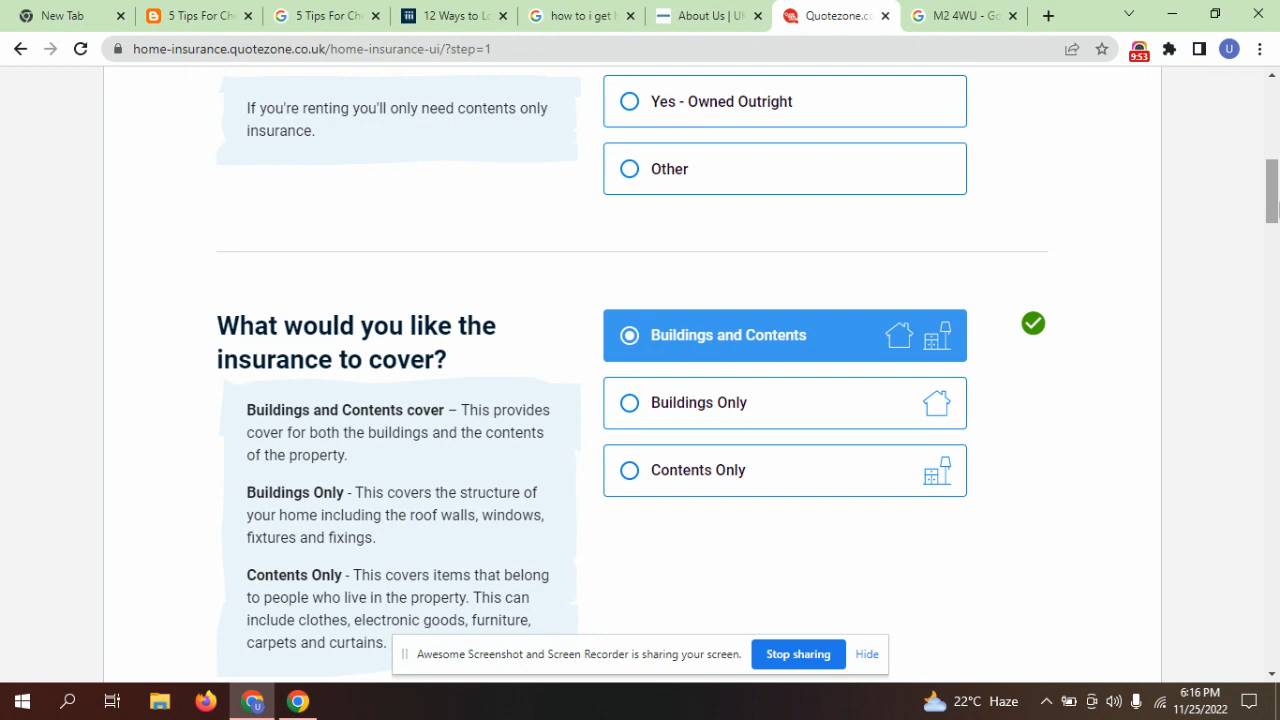 New Tab
5 Tips For Ch
5 Tips For Ch
12 Ways to Lo
how to i get h
About Us | U
Quotezone.co
M2 4WU - Go
home-insurance.quotezone.co.uk/home-insurance-ui/?step=1
9:53
U
If you're renting you'll only need contents only
insurance.
Yes - Owned Outright
Other
What would you like the
insurance to cover?
Buildings and Contents
Buildings Only
Contents Only
Buildings and Contents cover – This provides
cover for both the buildings and the contents
of the property.
Buildings Only - This covers the structure of
your home including the roof walls, windows,
fixtures and fixings.
Contents Only - This covers items that belong
to people who live in the property. This can
include clothes, electronic goods, furniture,
carpets and curtains.
Awesome Screenshot and Screen Recorder is sharing your screen.
Stop sharing
Hide
U
22°C Haze
6:16 PM
11/25/2022